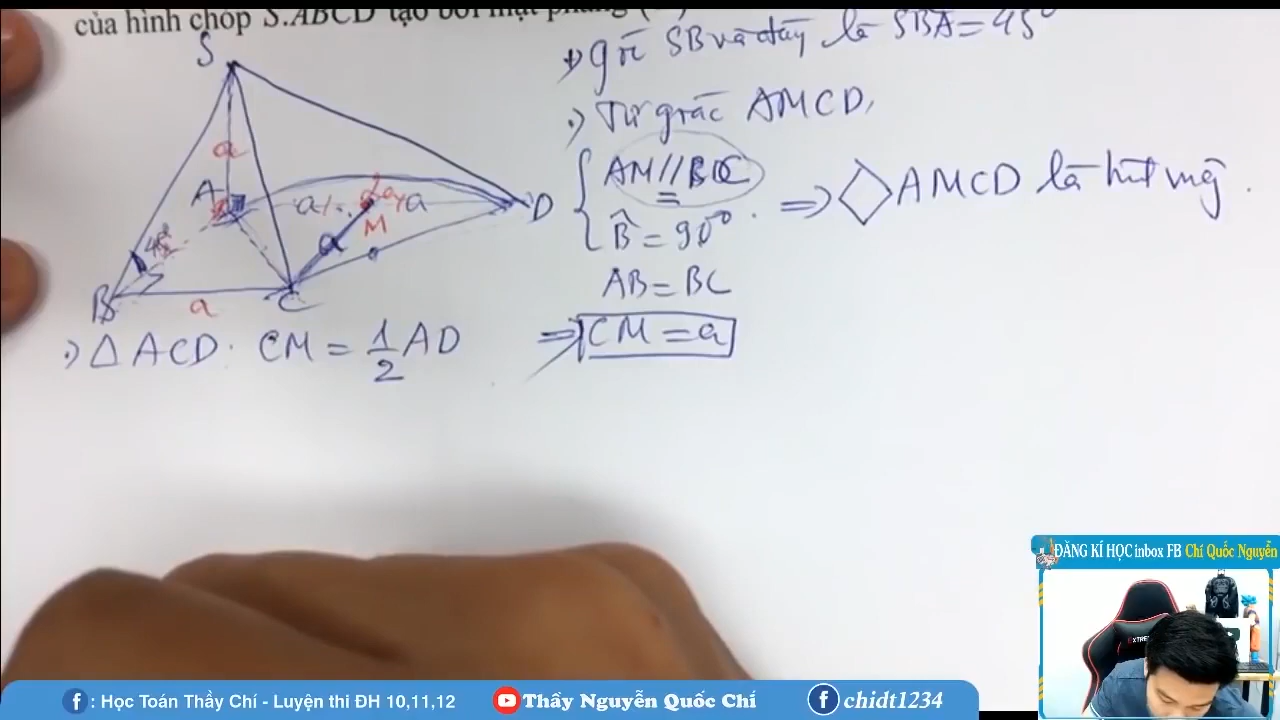 của hình chóp S.ABCD tạo bởi mặt phẳng (
góc SB và đáy là SBA = 45°
Tứ giác AMCD,
AM // BC
B̂ = 90°
=> ◇ AMCD là hình vuông.
AB = BC
=> CM = a
S
a
A
a
a
D
M
a
45°
B
a
C
Δ ACD. CM = 1/2 AD
ĐĂNG KÍ HỌC inbox FB Chí Quốc Nguyễn
: Học Toán Thầy Chí - Luyện thi ĐH 10,11,12
Thầy Nguyễn Quốc Chí
chidt1234